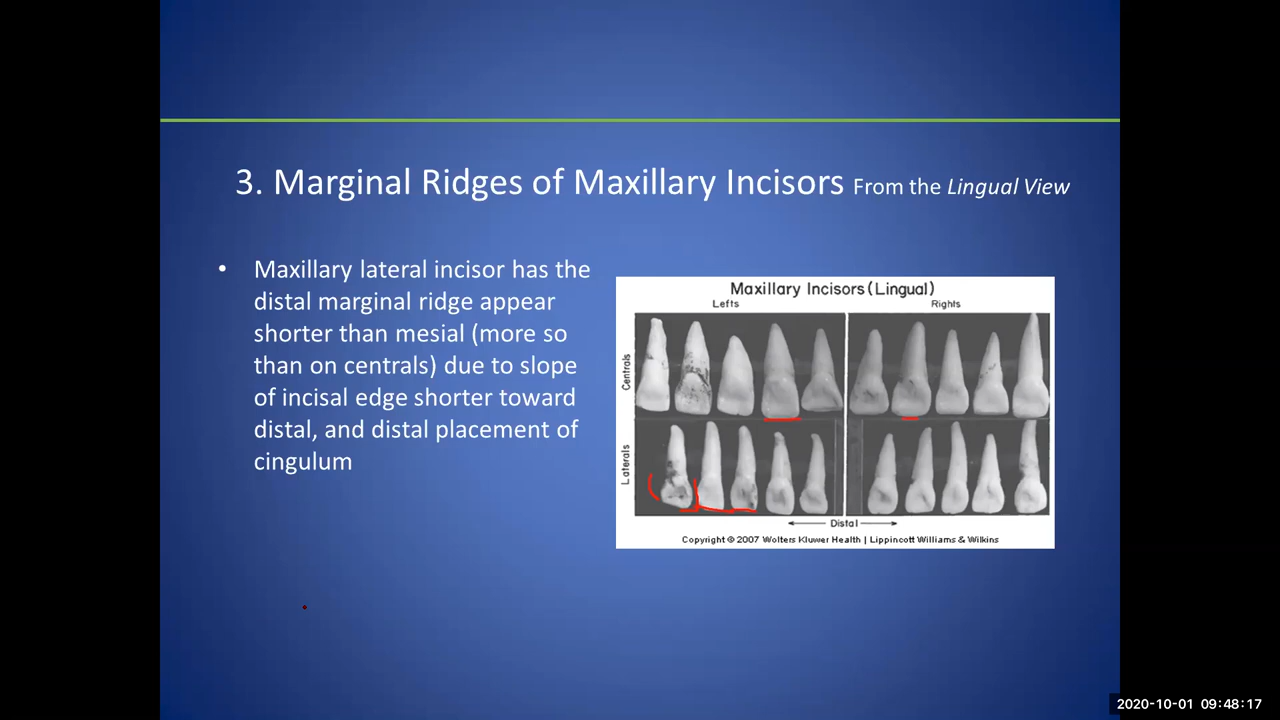 3. Marginal Ridges of Maxillary Incisors From the Lingual View
• Maxillary lateral incisor has the
distal marginal ridge appear
shorter than mesial (more so
than on centrals) due to slope
of incisal edge shorter toward
distal, and distal placement of
cingulum
Maxillary Incisors (Lingual)
Lefts Rights
Centrals
Laterals
Distal
Copyright © 2007 Wolters Kluwer Health | Lippincott Williams & Wilkins
2020-10-01 09:48:17